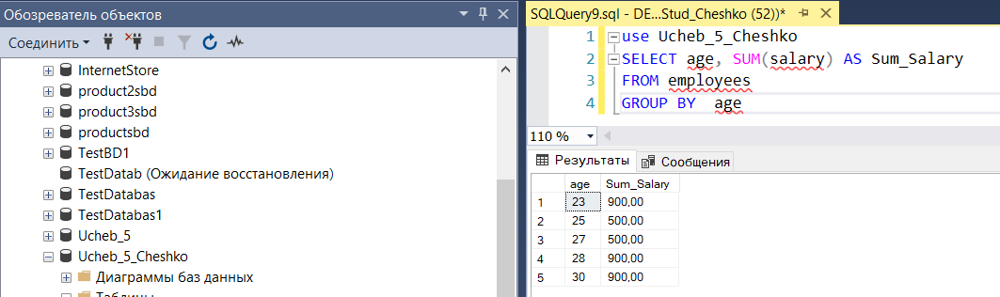 Обозреватель объектов
Соединить
InternetStore
product2sbd
product3sbd
productsbd
TestBD1
TestDatab (Ожидание восстановления)
TestDatabas
TestDatabas1
Ucheb_5
Ucheb_5_Cheshko
Диаграммы баз данных
Таблицы
SQLQuery9.sql - DE...Stud_Cheshko (52))*
1 use Ucheb_5_Cheshko
2 SELECT age, SUM(salary) AS Sum_Salary
3 FROM employees
4 GROUP BY  age
110 %
Результаты Сообщения
age Sum_Salary
1 23 900,00
2 25 500,00
3 27 500,00
4 28 900,00
5 30 900,00